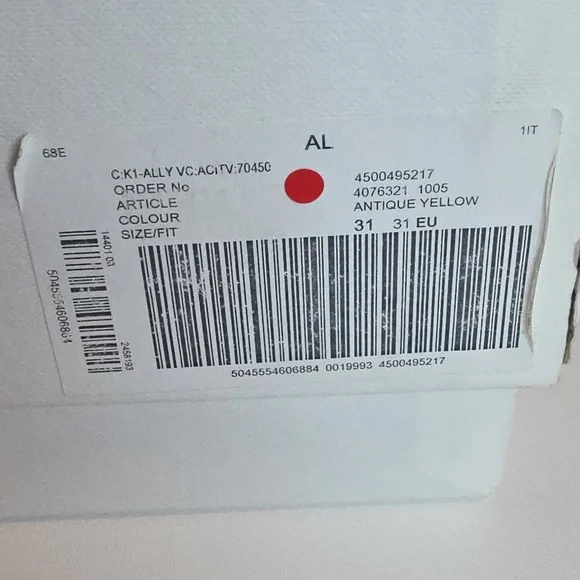 68E
AL
1IT
C:K1-ALLY VC:ACITV:70450
ORDER No 4500495217
ARTICLE 4076321 1005
COLOUR ANTIQUE YELLOW
SIZE/FIT 31 31 EU
14401 03
5045554606884
2458193
5045554606884 0019993 4500495217